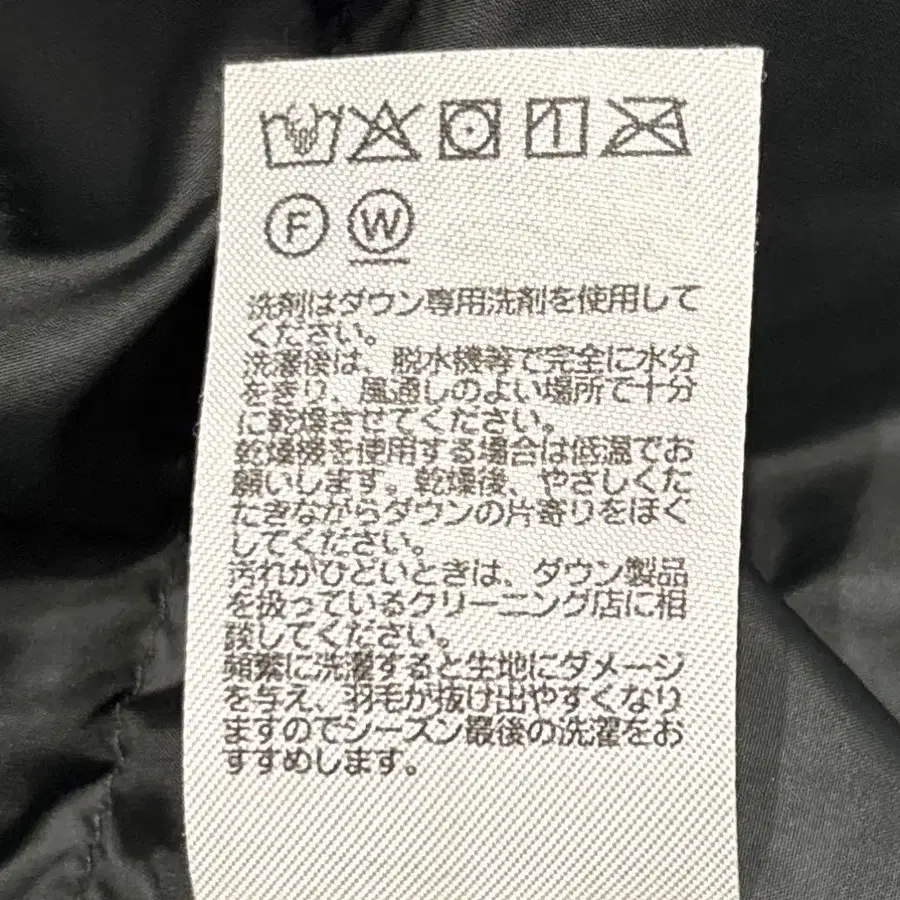 F W
洗剤はダウン専用洗剤を使用して
ください。
洗濯後は、脱水機等で完全に水分
をきり、風通しのよい場所で十分
に乾燥させてください。
乾燥機を使用する場合は低温でお
願いします。乾燥後、やさしくた
たきながらダウンの片寄りをほぐ
してください。
汚れがひどいときは、ダウン製品
を扱っているクリーニング店に相
談してください。
頻繁に洗濯すると生地にダメージ
を与え、羽毛が抜け出やすくなり
ますのでシーズン最後の洗濯をお
すすめします。